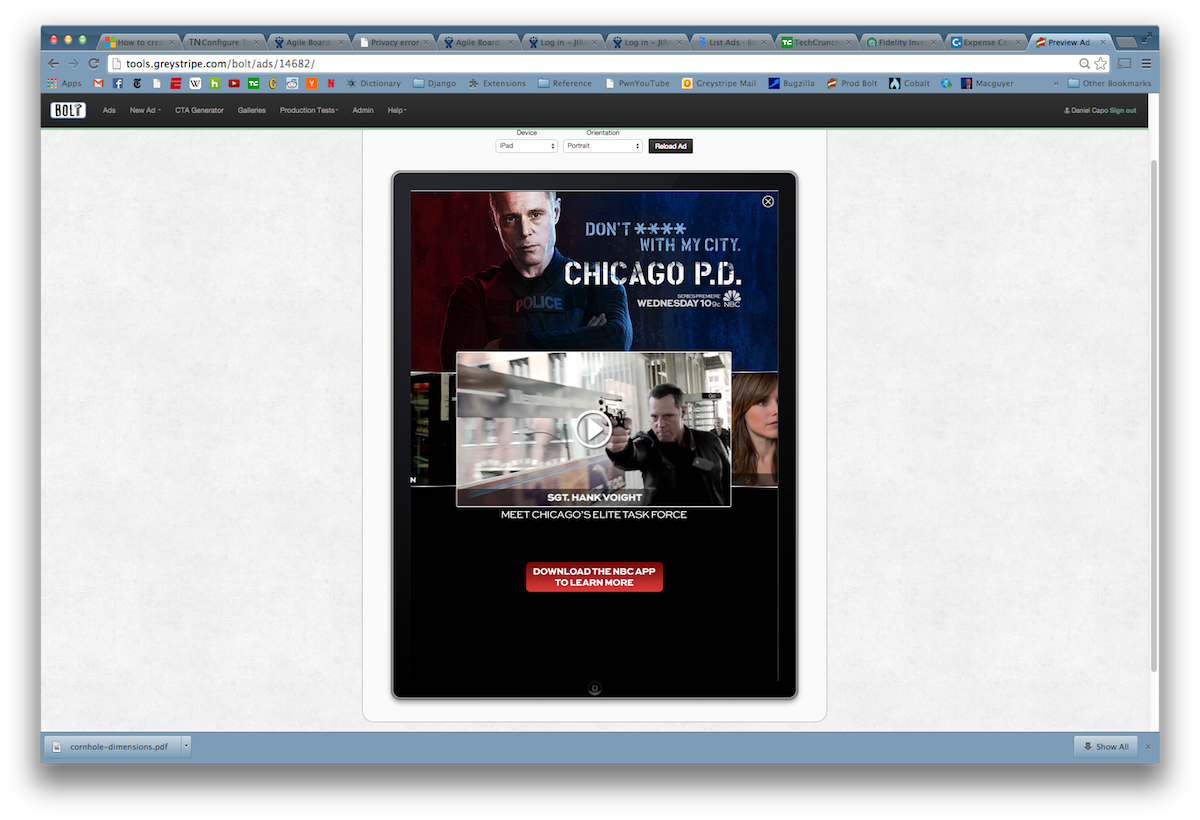 How to cre
TN Configure T
Agile Board
Privacy error
Agile Board
Log in – JIRA
Log in – JIRA
List Ads - B
TC TechCrunch
Fidelity Inve
Expense Ce
Preview Ad
tools.greystripe.com/bolt/ads/14682/
Apps
Dictionary
Django
Extensions
Reference
PwnYouTube
Greystripe Mail
Bugzilla
Prod Bolt
Cobalt
Macguyer
»
Other Bookmarks
BOLT
Ads
New Ad
CTA Generator
Galleries
Production Tests
Admin
Help
Daniel Capo Sign out
Device
Orientation
iPad
Portrait
Reload Ad
DON'T ****
WITH MY CITY.
CHICAGO P.D.
SERIES PREMIERE
WEDNESDAY 10/9c NBC
POLICE
N
SGT. HANK VOIGHT
MEET CHICAGO'S ELITE TASK FORCE
DOWNLOAD THE NBC APP
TO LEARN MORE
cornhole-dimensions.pdf
Show All